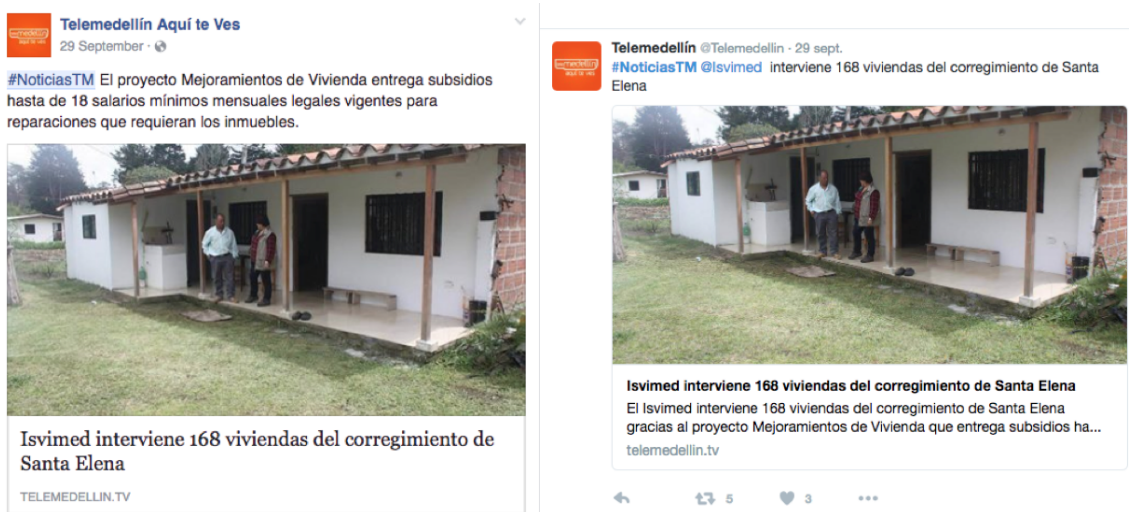 Telemedellín Aquí te Ves
29 September
#NoticiasTM El proyecto Mejoramientos de Vivienda entrega subsidios
hasta de 18 salarios mínimos mensuales legales vigentes para
reparaciones que requieran los inmuebles.
Isvimed interviene 168 viviendas del corregimiento de
Santa Elena
TELEMEDELLIN.TV
Telemedellín @Telemedellin · 29 sept.
#NoticiasTM @Isvimed interviene 168 viviendas del corregimiento de Santa
Elena
Isvimed interviene 168 viviendas del corregimiento de Santa Elena
El Isvimed interviene 168 viviendas del corregimiento de Santa Elena
gracias al proyecto Mejoramientos de Vivienda que entrega subsidios ha...
telemedellin.tv
5 3